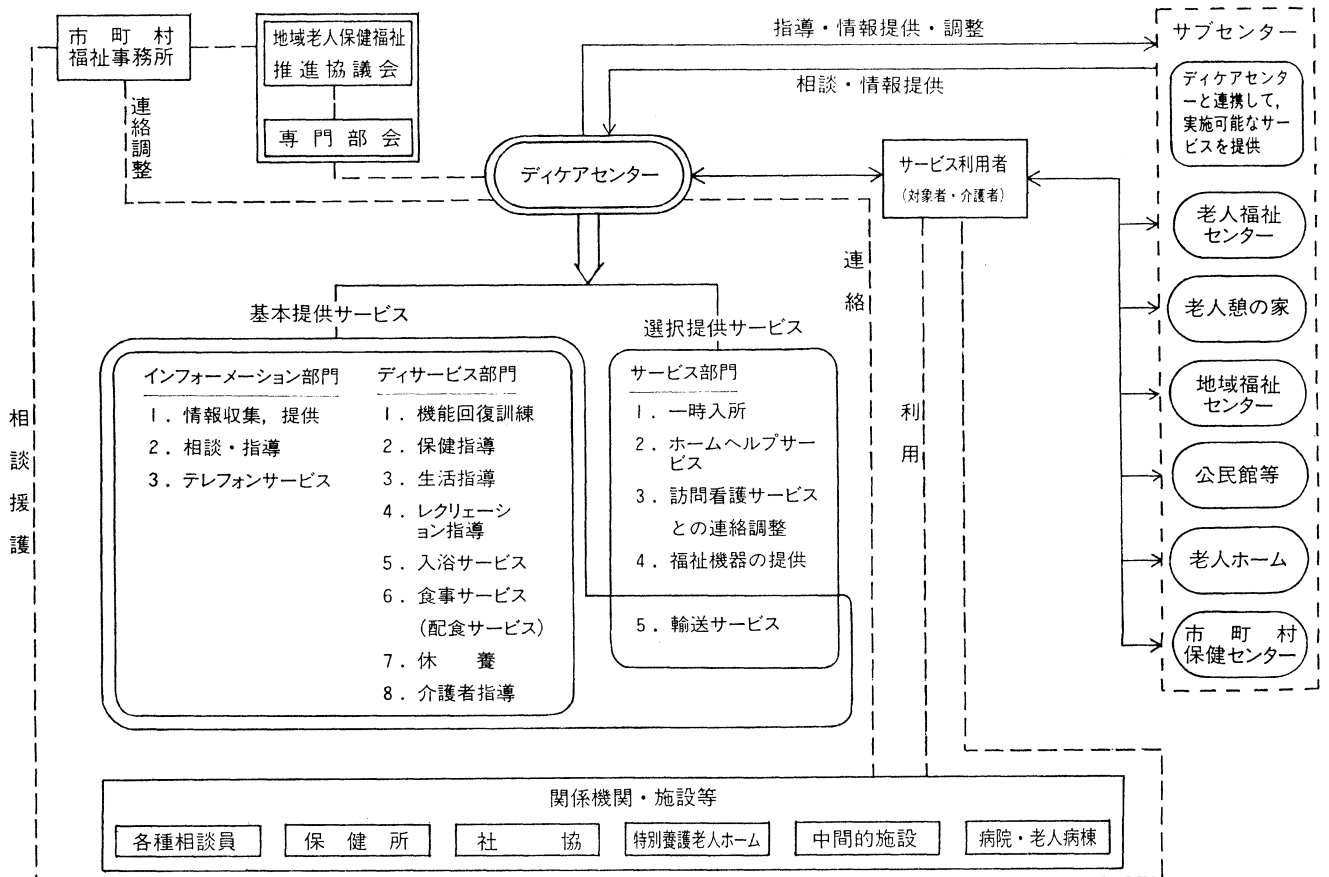 市町村
福祉事務所
地域老人保健福祉
推進協議会
専門部会
連絡調整
指導・情報提供・調整
相談・情報提供
サブセンター
ディケアセンタ
ーと連携して，
実施可能なサー
ビスを提供
ディケアセンター
サービス利用者
（対象者・介護者）
老人福祉
センター
老人憩の家
地域福祉
センター
公民館等
老人ホーム
市町村
保健センター
連絡
利用
相談援護
基本提供サービス
選択提供サービス
インフォーメーション部門
1．情報収集，提供
2．相談・指導
3．テレフォンサービス
ディサービス部門
1．機能回復訓練
2．保健指導
3．生活指導
4．レクリェーシ
ョン指導
5．入浴サービス
6．食事サービス
（配食サービス）
7．休　養
8．介護者指導
サービス部門
1．一時入所
2．ホームヘルプサー
ビス
3．訪問看護サービス
との連絡調整
4．福祉機器の提供
5．輸送サービス
関係機関・施設等
各種相談員
保健所
社協
特別養護老人ホーム
中間的施設
病院・老人病棟